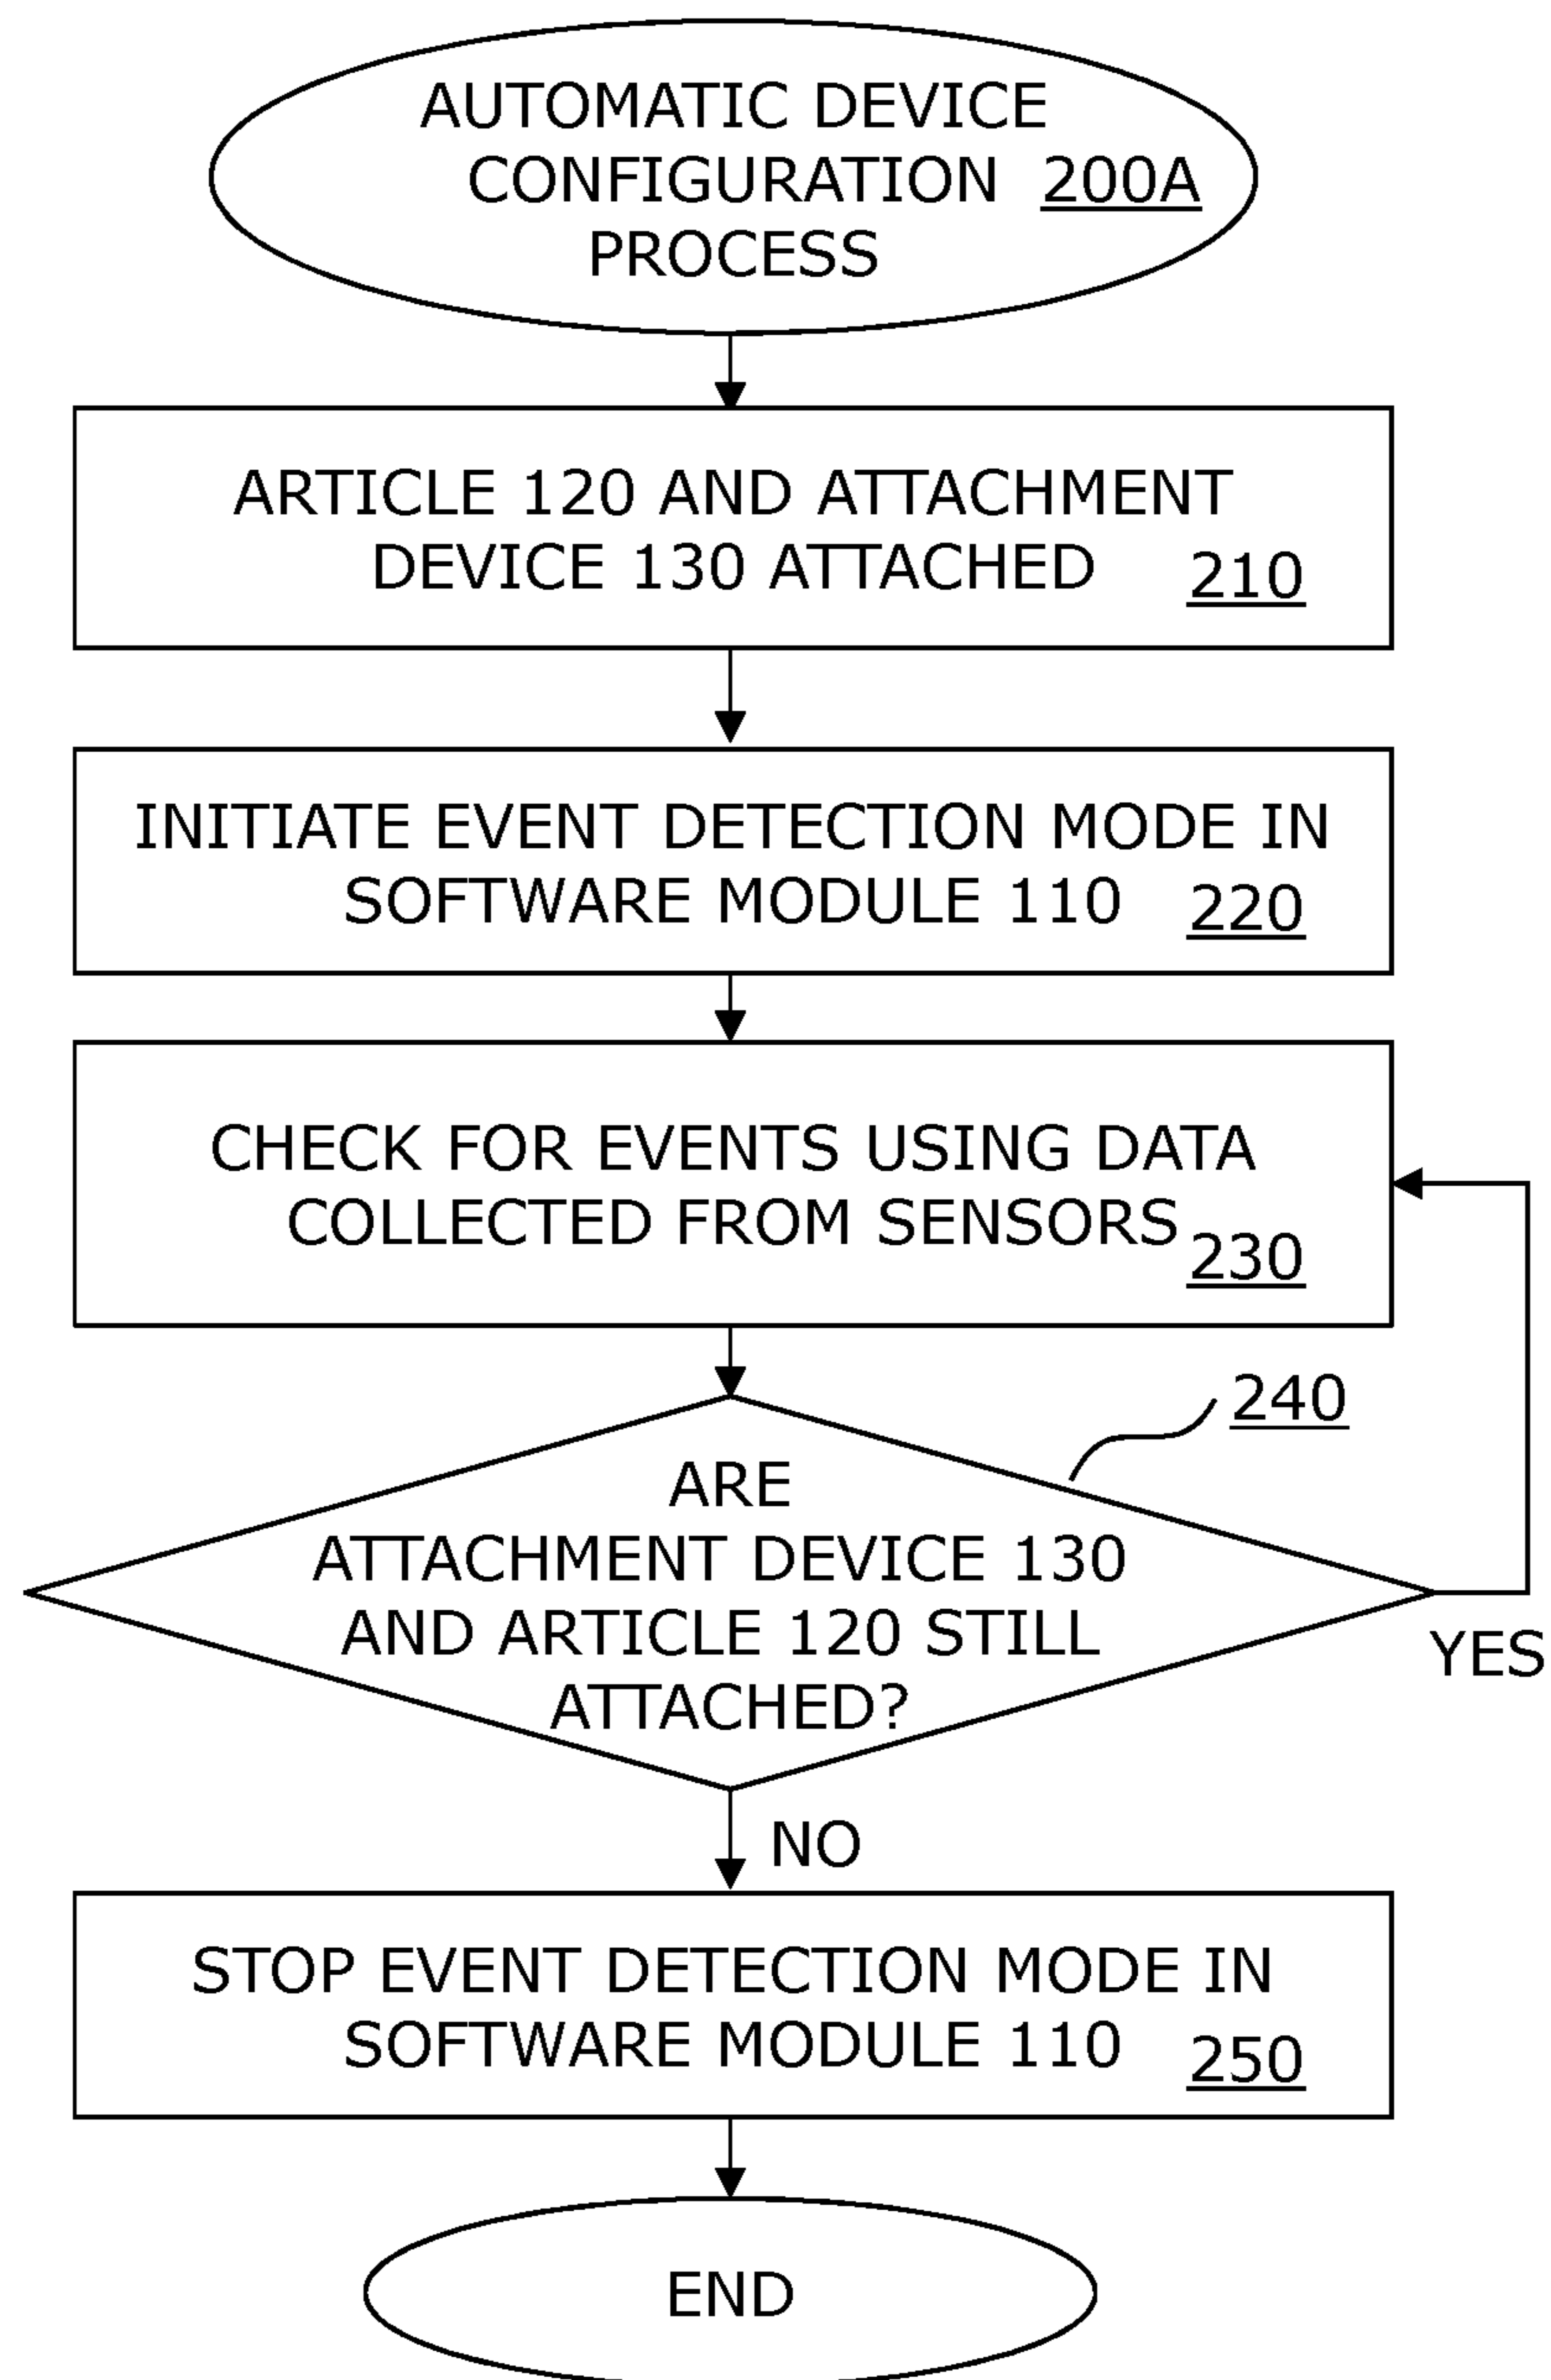 AUTOMATIC DEVICE
CONFIGURATION 200A
PROCESS
ARTICLE 120 AND ATTACHMENT
DEVICE 130 ATTACHED 210
INITIATE EVENT DETECTION MODE IN
SOFTWARE MODULE 110 220
CHECK FOR EVENTS USING DATA
COLLECTED FROM SENSORS 230
240
ARE
ATTACHMENT DEVICE 130
AND ARTICLE 120 STILL
ATTACHED?
YES
NO
STOP EVENT DETECTION MODE IN
SOFTWARE MODULE 110 250
END